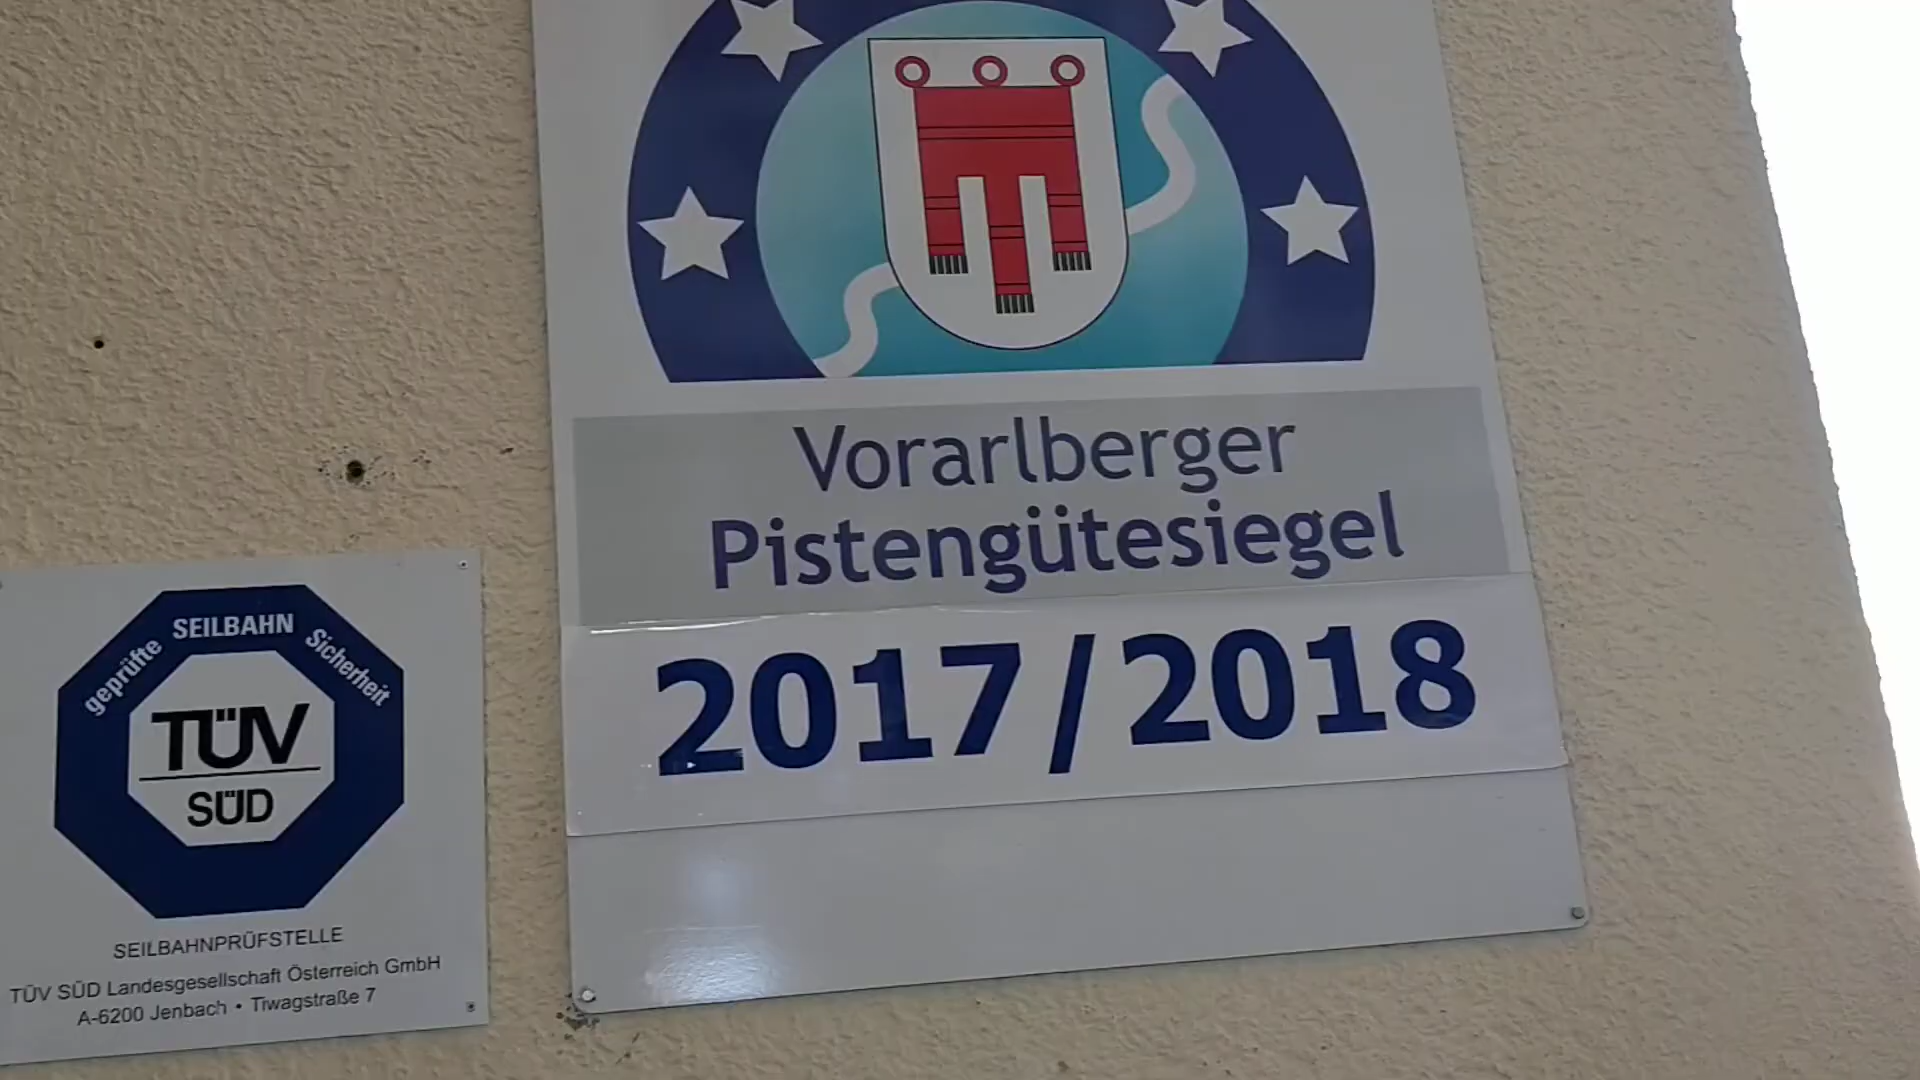 Vorarlberger
Pistengütesiegel
2017/2018
geprüfte SEILBAHN Sicherheit
TÜV
SÜD
SEILBAHNPRÜFSTELLE
TÜV SÜD Landesgesellschaft Österreich GmbH
A-6200 Jenbach • Tiwagstraße 7